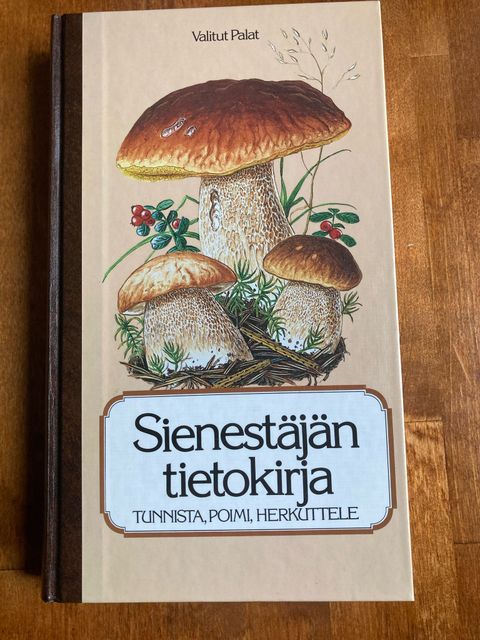 Valitut Palat
Sienestäjän
tietokirja
TUNNISTA, POIMI, HERKUTTELE